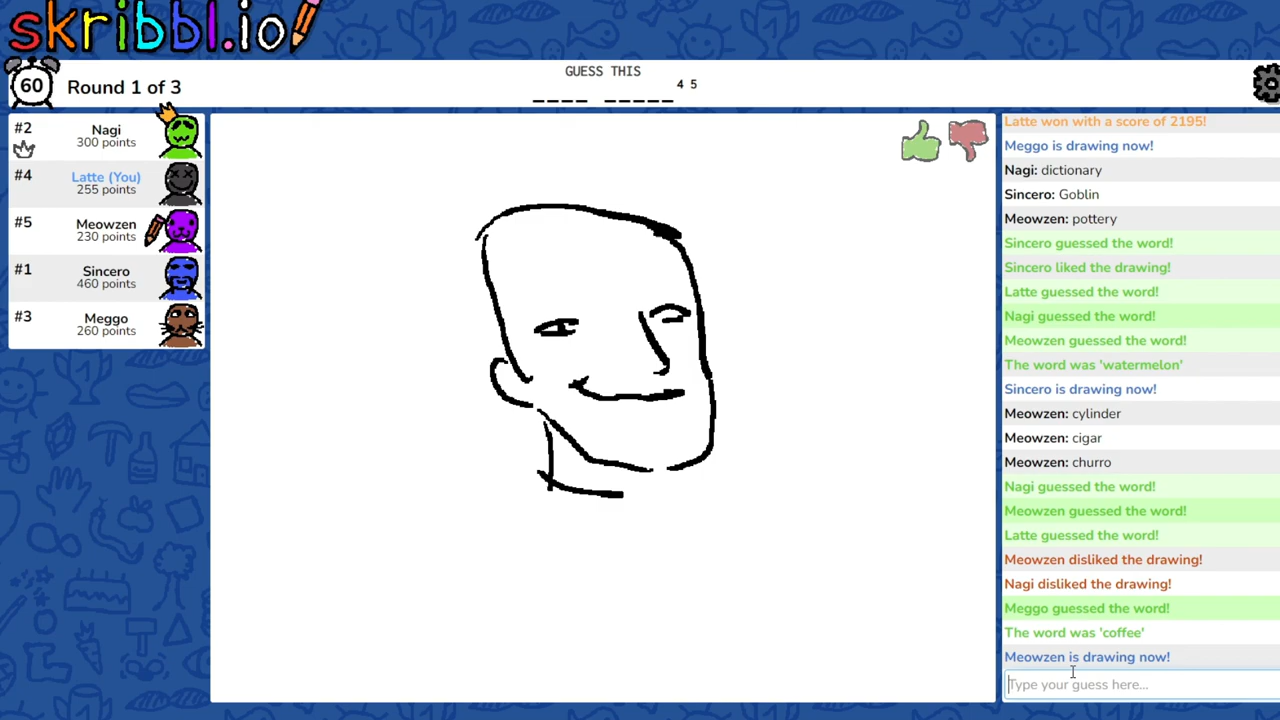 skribbl.io
60
Round 1 of 3
GUESS THIS
____ _____ 4 5
#2 Nagi
300 points
#4 Latte (You)
255 points
#5 Meowzen
230 points
#1 Sincero
460 points
#3 Meggo
260 points
Latte won with a score of 2195!
Meggo is drawing now!
Nagi: dictionary
Sincero: Goblin
Meowzen: pottery
Sincero guessed the word!
Sincero liked the drawing!
Latte guessed the word!
Nagi guessed the word!
Meowzen guessed the word!
The word was 'watermelon'
Sincero is drawing now!
Meowzen: cylinder
Meowzen: cigar
Meowzen: churro
Nagi guessed the word!
Meowzen guessed the word!
Latte guessed the word!
Meowzen disliked the drawing!
Nagi disliked the drawing!
Meggo guessed the word!
The word was 'coffee'
Meowzen is drawing now!
Type your guess here...